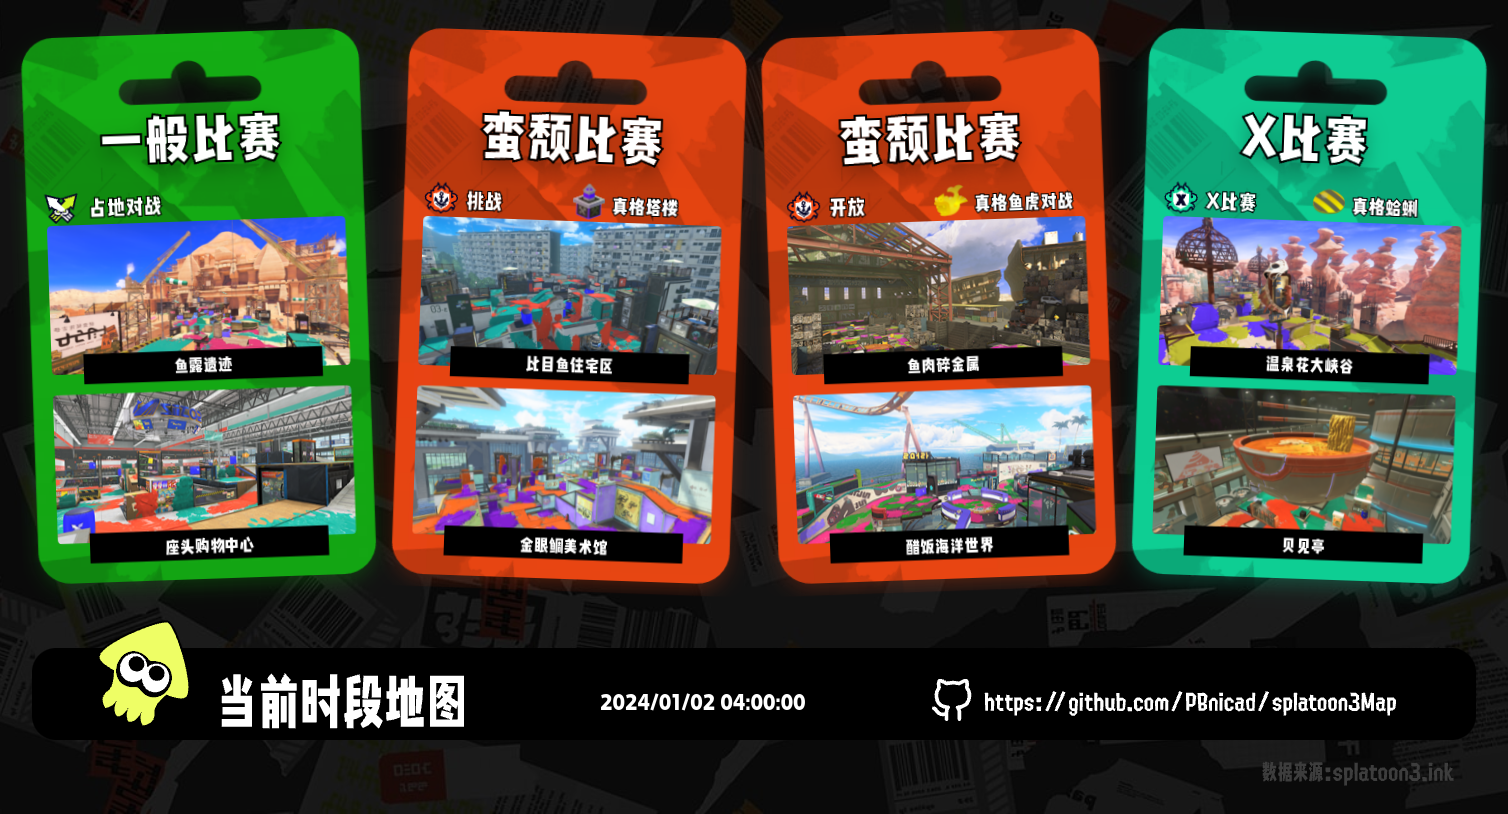 一般比赛
占地对战
鱼露遗迹
座头购物中心
蛮颓比赛
挑战
真格塔楼
比目鱼住宅区
金眼鲷美术馆
蛮颓比赛
开放
真格鱼虎对战
鱼肉碎金属
醋饭海洋世界
X比赛
X比赛
真格蛤蜊
温泉花大峡谷
贝见亭
当前时段地图
2024/01/02 04:00:00
https://github.com/PBnicad/splatoon3Map
数据来源:splatoon3.ink